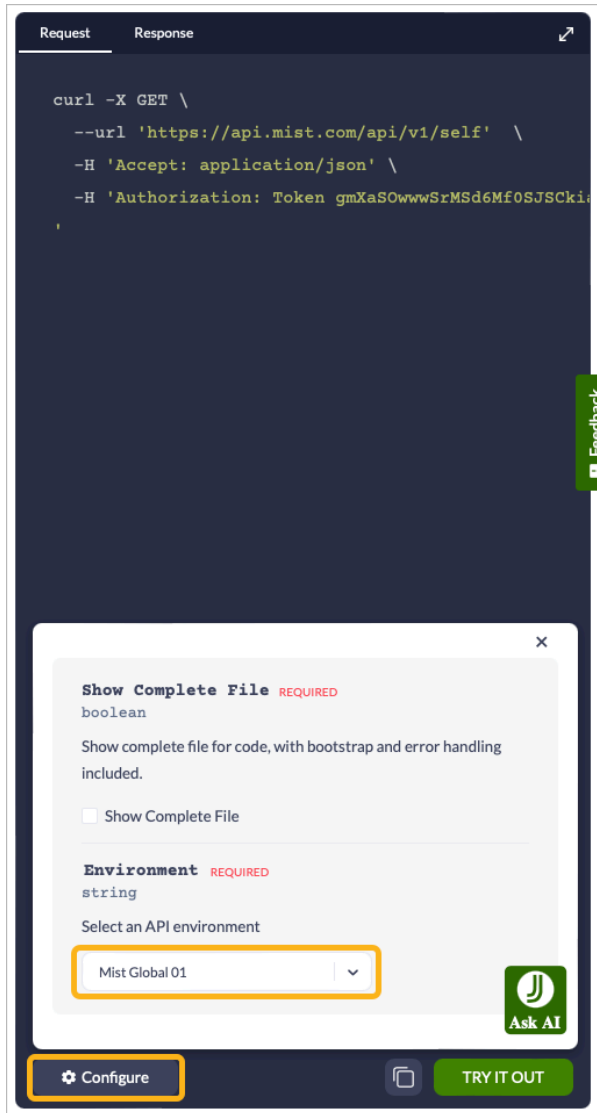 Request Response
curl -X GET \
--url 'https://api.mist.com/api/v1/self' \
-H 'Accept: application/json' \
-H 'Authorization: Token gmXaSOwwwSrMSd6Mf0SJSCkia
'
Feedback
Show Complete File REQUIRED
boolean
Show complete file for code, with bootstrap and error handling
included.
Show Complete File
Environment REQUIRED
string
Select an API environment
Mist Global 01
Ask AI
Configure TRY IT OUT